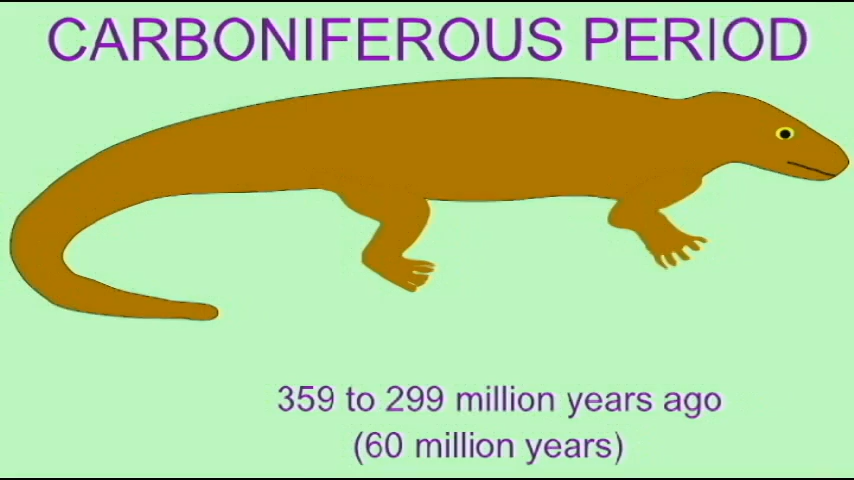 CARBONIFEROUS PERIOD
359 to 299 million years ago
(60 million years)